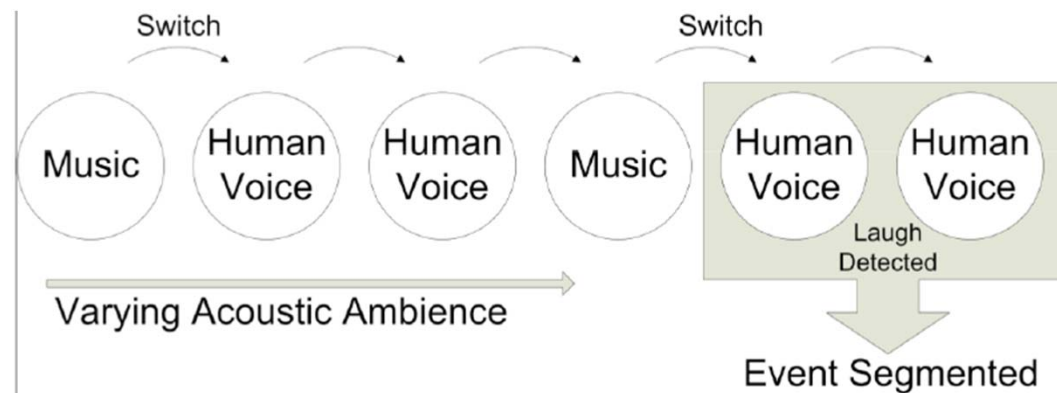 Switch
Switch
Music
Human
Voice
Human
Voice
Music
Human
Voice
Human
Voice
Laugh
Detected
Varying Acoustic Ambience
Event Segmented